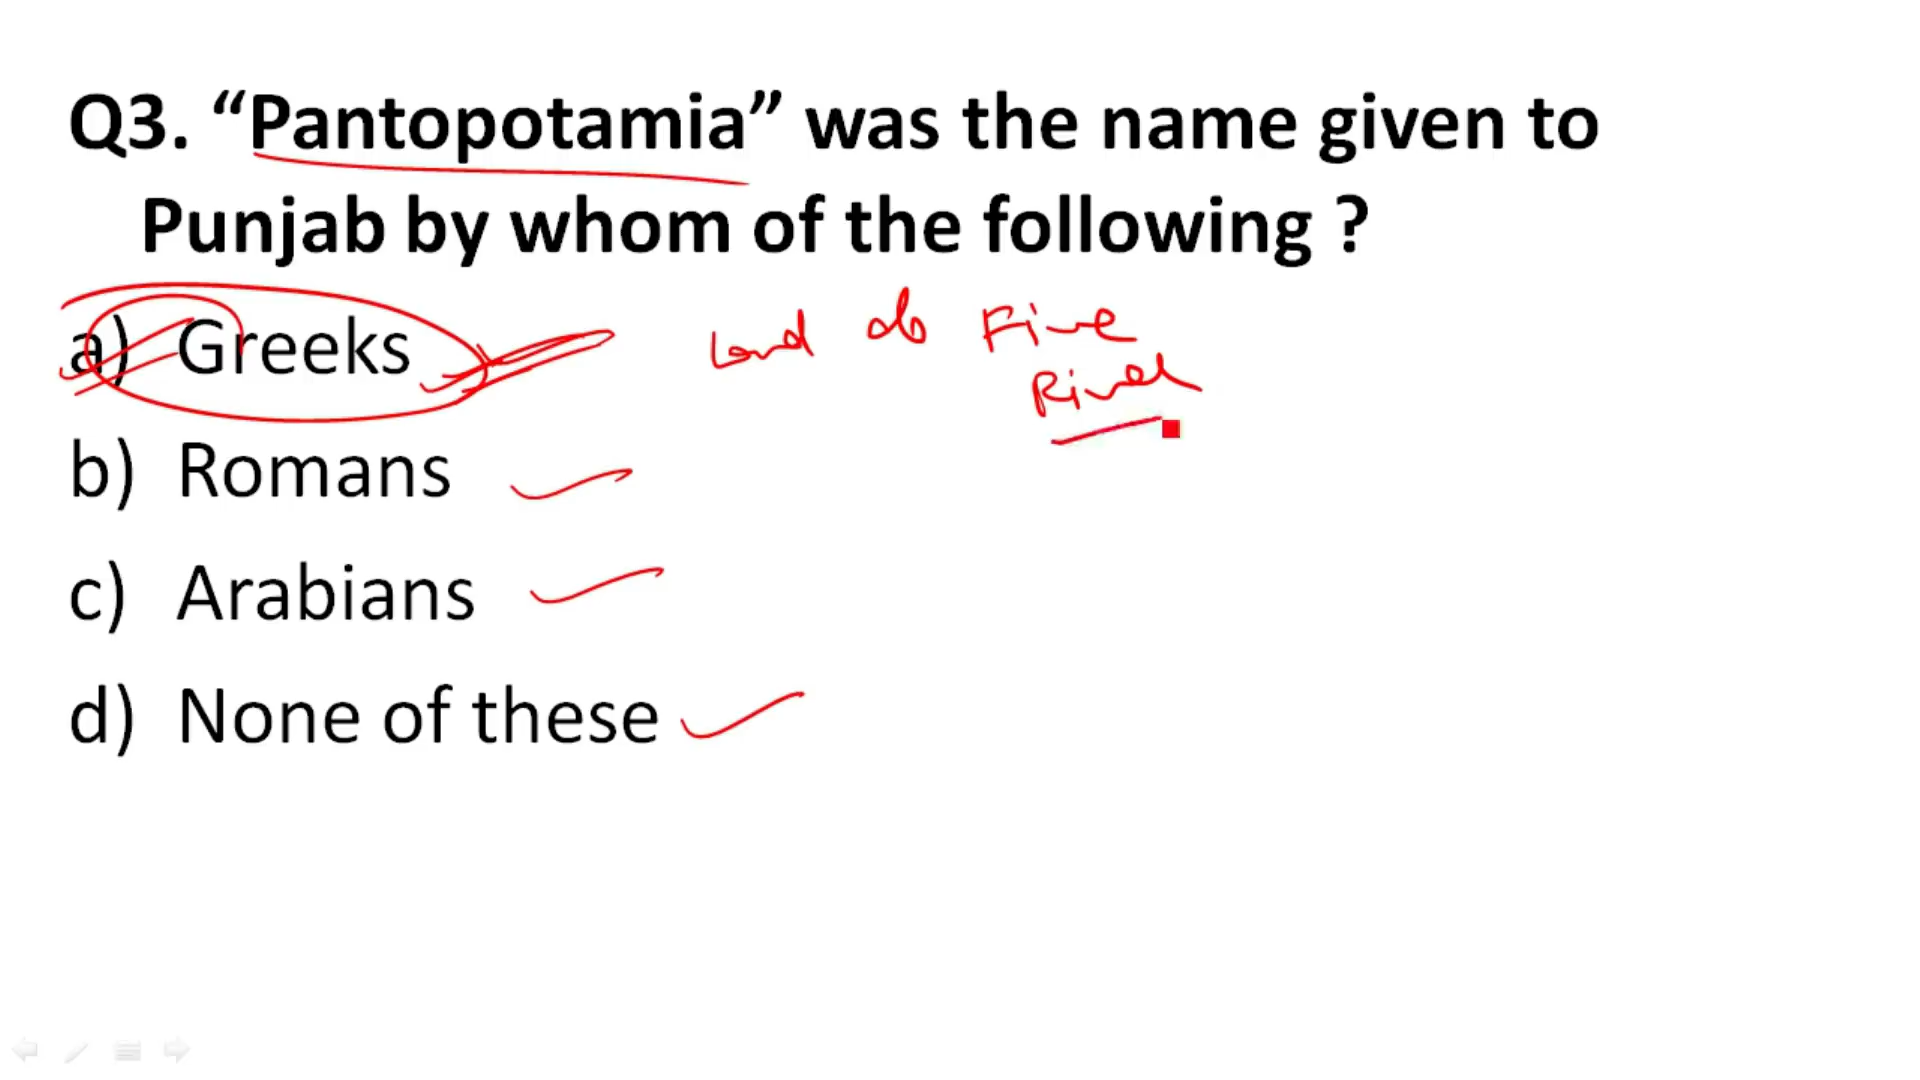 Q3. “Pantopotamia” was the name given to
Punjab by whom of the following ?
a) Greeks
Land of Five
River
b) Romans
c) Arabians
d) None of these